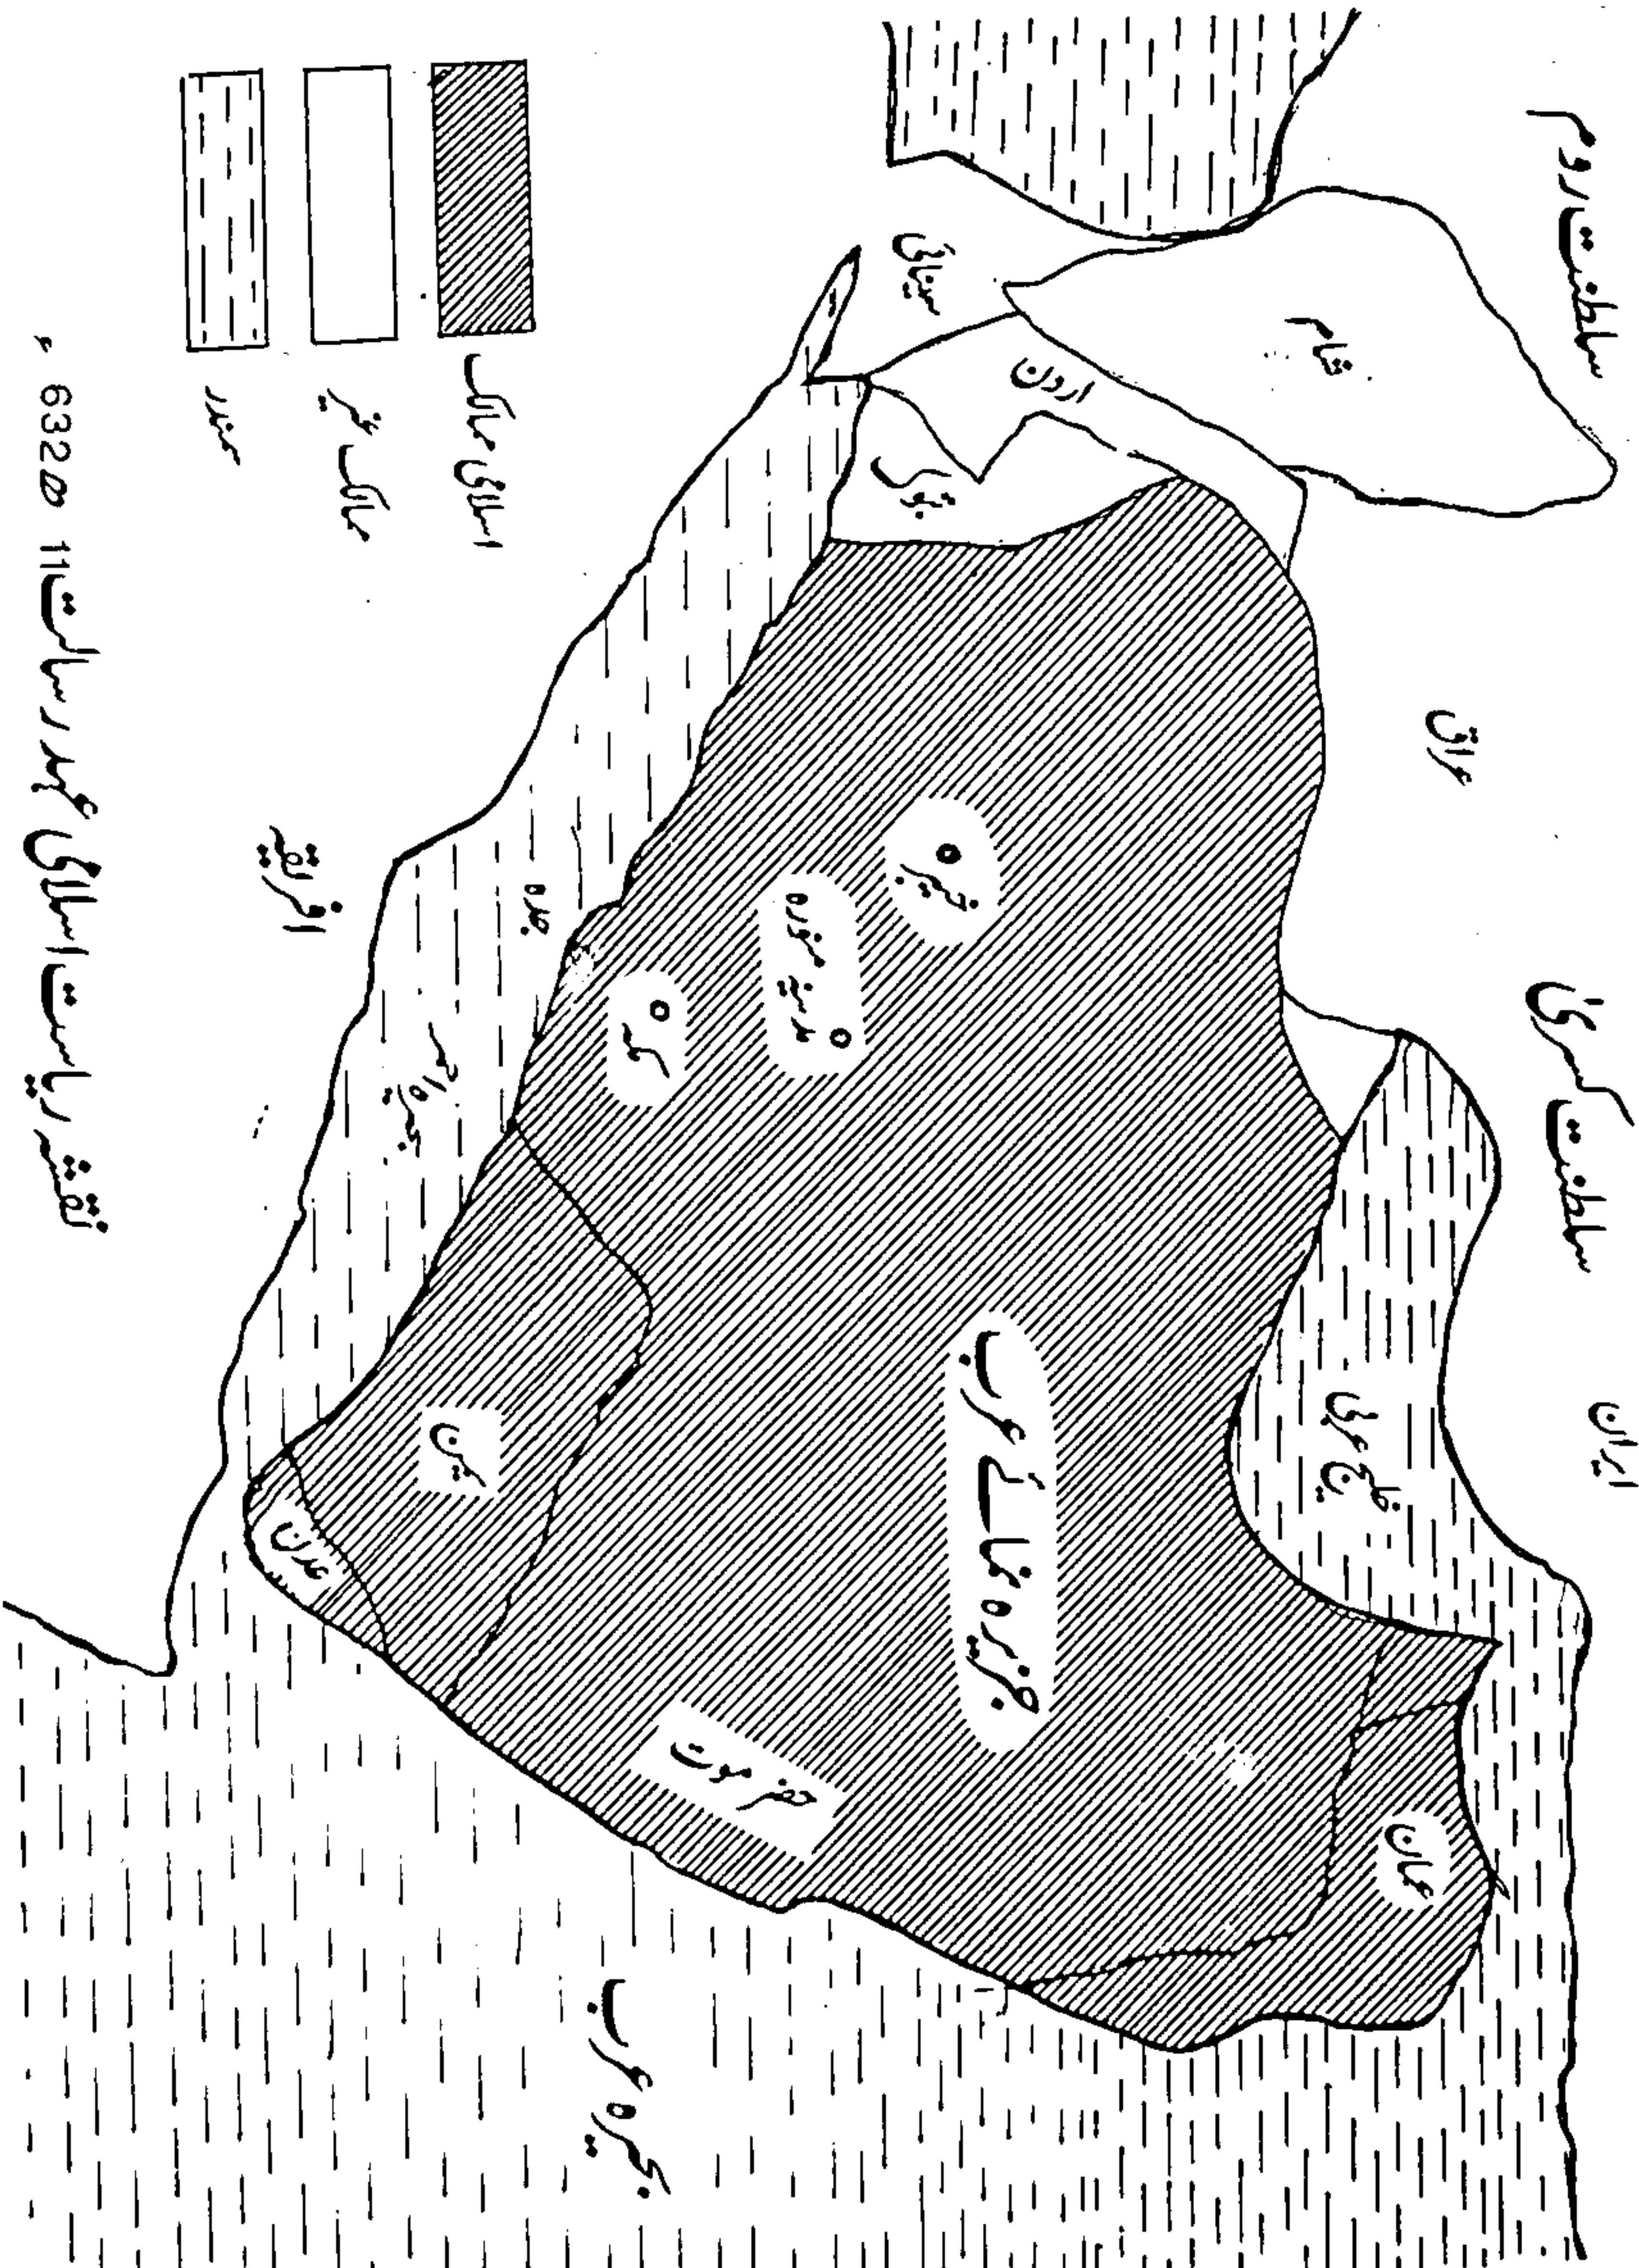 سلطنت روم
سلطنت کسریٰ
ایران
شام
عراق
سینائی
اردن
تبوک
خلیج عربی
خیبر
مدینہ منورہ
مکہ
جدہ
بحیرہ احمر
افریقہ
جزیرہ نمائے عرب
یمن
عدن
حضر موت
عمان
بحیرہ عرب
اسلامی ممالک
ممالک غیر
سمندر
نقشہ ریاست اسلامی عہد رسالت 11ھ 632 ء